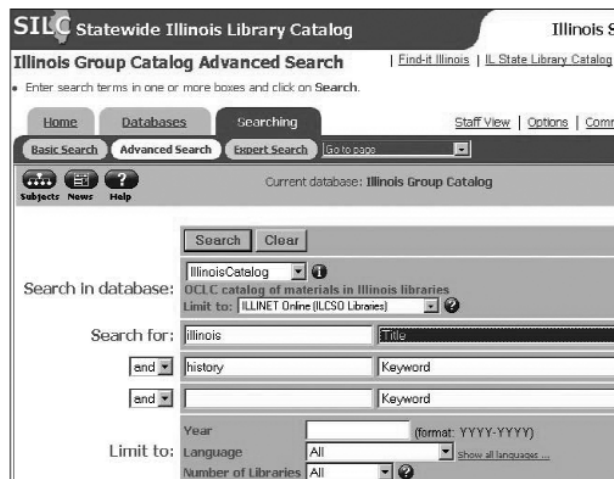 SILC Statewide Illinois Library Catalog
Illinois S
Illinois Group Catalog Advanced Search | Find-it Illinois | IL State Library Catalog
• Enter search terms in one or more boxes and click on Search.
Home Databases Searching Staff View | Options | Comm
Basic Search Advanced Search Expert Search Go to page
Subjects News Help
Current database: Illinois Group Catalog
Search Clear
Search in database: IllinoisCatalog
OCLC catalog of materials in Illinois libraries
Limit to: ILLINET Online (ILCSO Libraries)
Search for: illinois Title
and history Keyword
and Keyword
Limit to: Year (format: YYYY-YYYY)
Language All Show all languages ...
Number of Libraries All